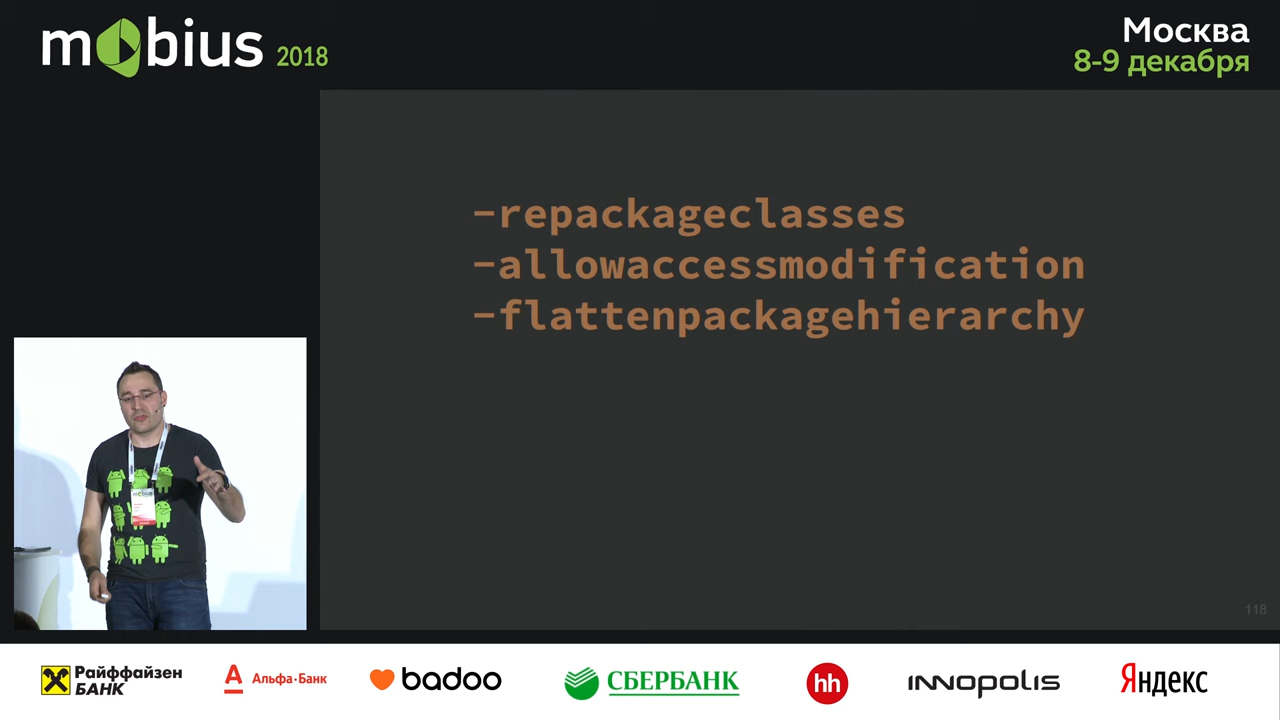 mobius 2018
Москва
8-9 декабря
-repackageclasses
-allowaccessmodification
-flattenpackagehierarchy
118
Райффайзен
БАНК
Альфа·Банк
badoo
СБЕРБАНК
hh
INNOPOLIS
Яндекс